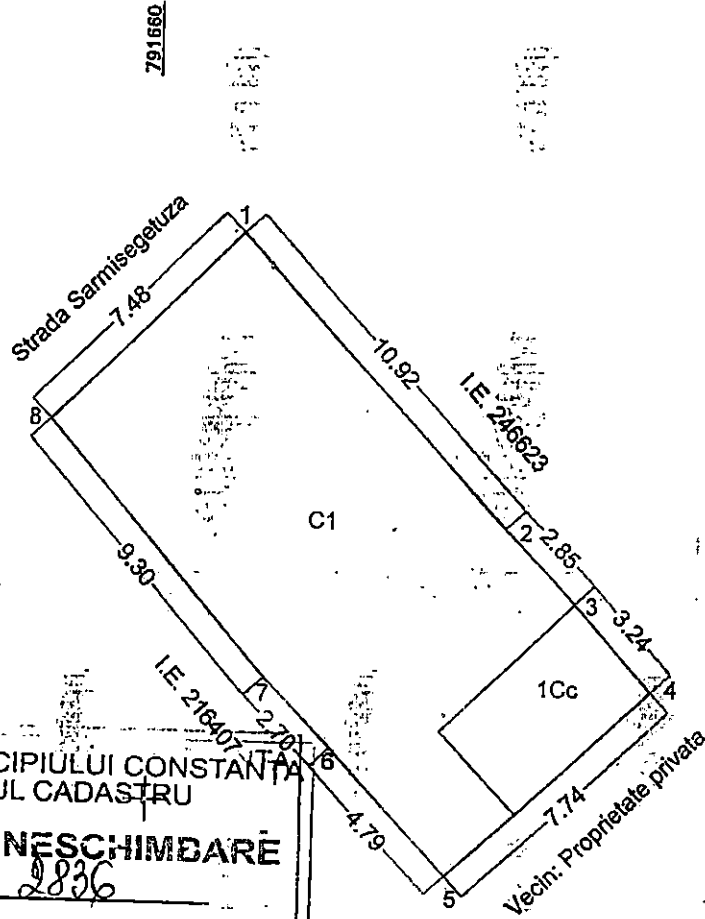 791660
1
Strada Sarmisegetuza
7.48
10.92
I.E. 246623
8
C1
2
2.85
9.30
3
3.24
1Cc
4
I.E. 216407
7
2.70
6
7.74
Vecin: Proprietate privata
4.79
5
CIPIULUI CONSTANTA
UL CADASTRU
NESCHIMBARE
2836